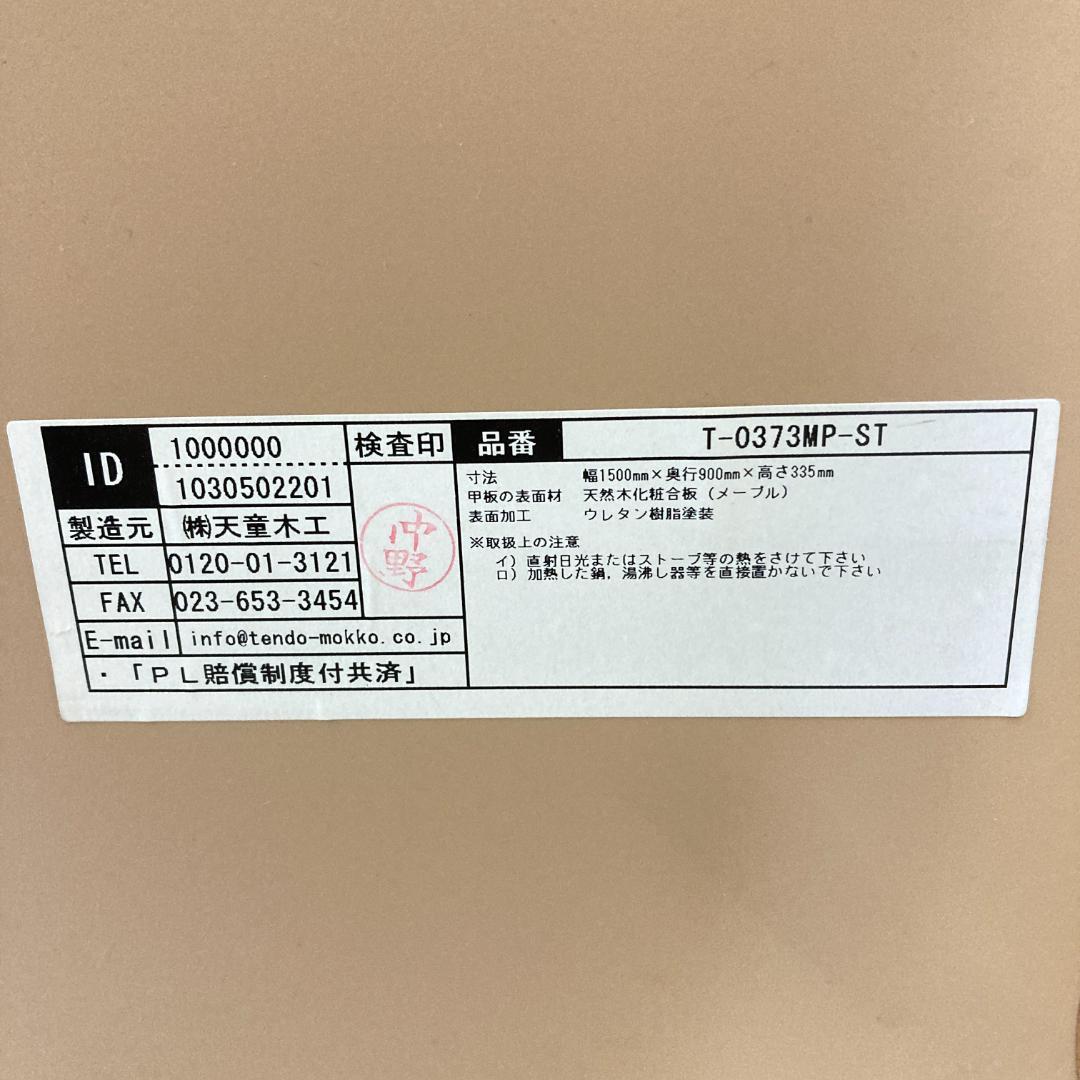 ID
1000000
1030502201
検査印
製造元 ㈱天童木工
TEL 0120-01-3121
FAX 023-653-3454
E-mail info@tendo-mokko.co.jp
・「ＰＬ賠償制度付共済」
中野
品番 T-0373MP-ST
寸法 幅1500mm×奥行900mm×高さ335mm
甲板の表面材 天然木化粧合板（メープル）
表面加工 ウレタン樹脂塗装
※取扱上の注意
イ）直射日光またはストーブ等の熱をさけて下さい
ロ）加熱した鍋，湯沸し器等を直接置かないで下さい